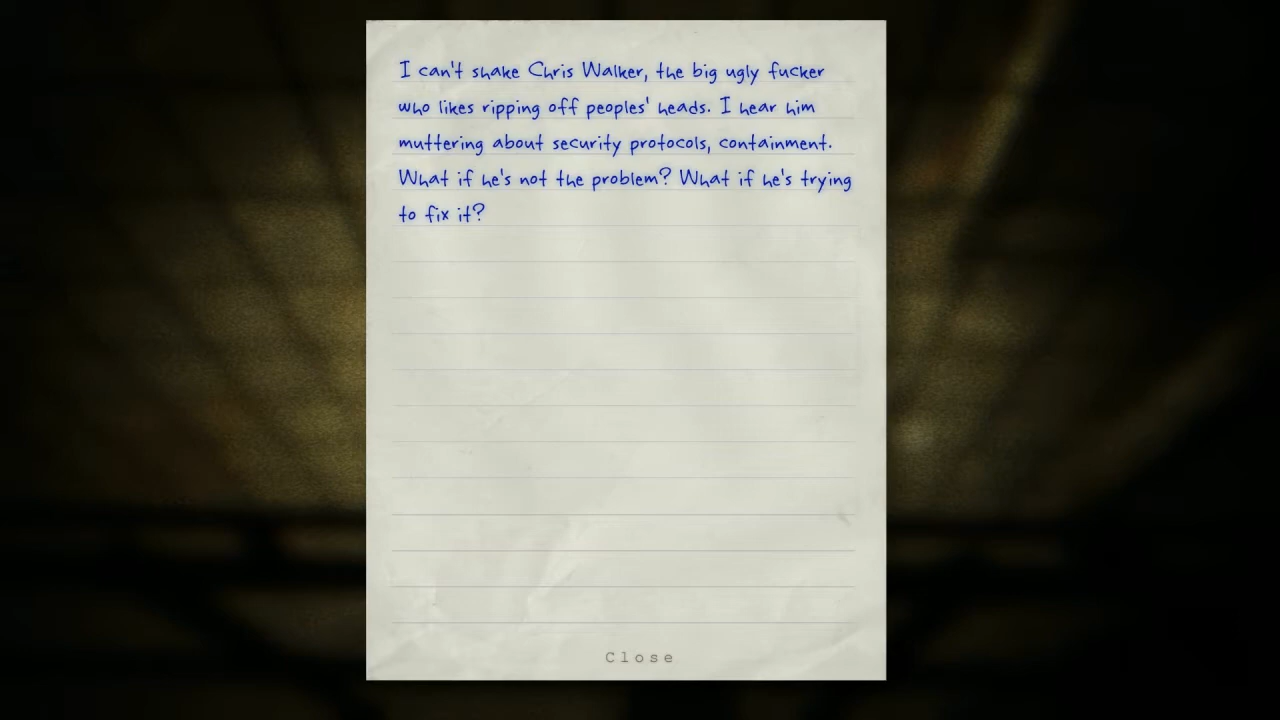 I can't shake Chris Walker, the big ugly fucker
who likes ripping off peoples' heads. I hear him
muttering about security protocols, containment.
What if he's not the problem? What if he's trying
to fix it?
Close